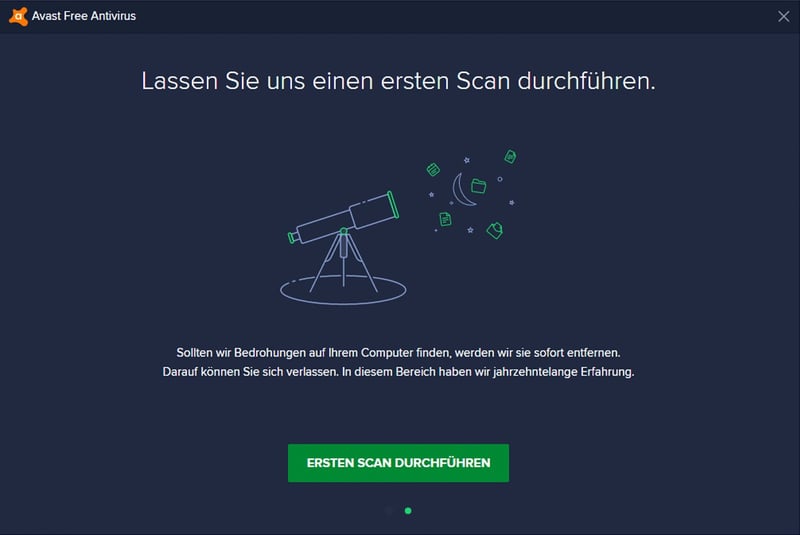 Avast Free Antivirus
Lassen Sie uns einen ersten Scan durchführen.
Sollten wir Bedrohungen auf Ihrem Computer finden, werden wir sie sofort entfernen.
Darauf können Sie sich verlassen. In diesem Bereich haben wir jahrzehntelange Erfahrung.
ERSTEN SCAN DURCHFÜHREN